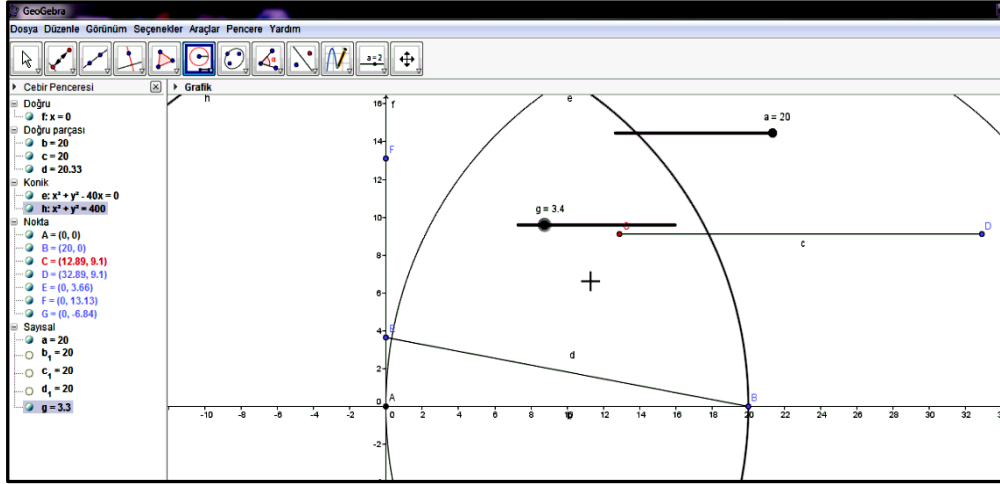 GeoGebra
Dosya Düzenle Görünüm Seçenekler Araçlar Pencere Yardım
a=2
Cebir Penceresi
Grafik
Doğru
f: x = 0
Doğru parçası
b = 20
c = 20
d = 20.33
Konik
e: x² + y² - 40x = 0
h: x² + y² = 400
Nokta
A = (0, 0)
B = (20, 0)
C = (12.89, 9.1)
D = (32.89, 9.1)
E = (0, 3.66)
F = (0, 13.13)
G = (0, -6.84)
Sayısal
a = 20
b₁ = 20
c₁ = 20
d₁ = 20
g = 3.3
h
e
16
f
a = 20
14
F
12
g = 3.4
10
C
D
c
8
6
4
E
d
2
0
A
B
-10 -8 -6 -4 -2 0 2 4 6 8 14 16 18 20 22 24 26 28 30 32
-2